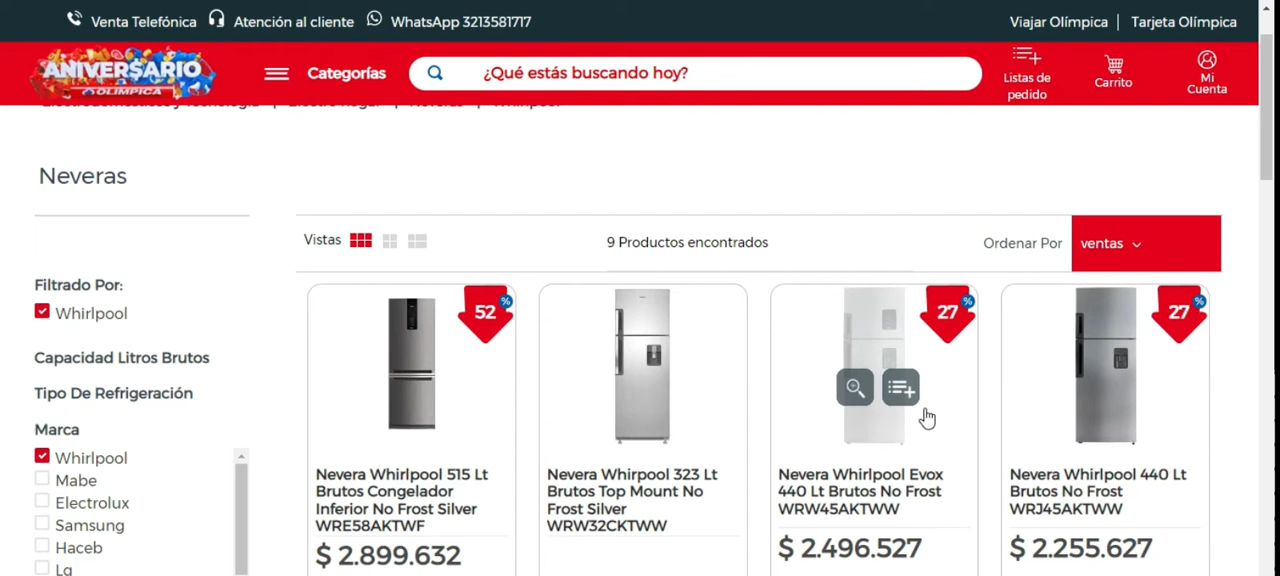 Venta Telefónica Atención al cliente WhatsApp 3213581717 Viajar Olímpica | Tarjeta Olímpica
ANIVERSARIO
OLIMPICA
Categorías
¿Qué estás buscando hoy?
Listas de
pedido
Carrito
Mi
Cuenta
Neveras
Vistas
9 Productos encontrados
Ordenar Por
ventas
Filtrado Por:
Whirlpool
Capacidad Litros Brutos
Tipo De Refrigeración
Marca
Whirlpool
Mabe
Electrolux
Samsung
Haceb
Lg
52 %
Nevera Whirlpool 515 Lt
Brutos Congelador
Inferior No Frost Silver
WRE58AKTWF
$ 2.899.632
Nevera Whirpool 323 Lt
Brutos Top Mount No
Frost Silver
WRW32CKTWW
27 %
Nevera Whirlpool Evox
440 Lt Brutos No Frost
WRW45AKTWW
$ 2.496.527
27 %
Nevera Whirlpool 440 Lt
Brutos No Frost
WRJ45AKTWW
$ 2.255.627